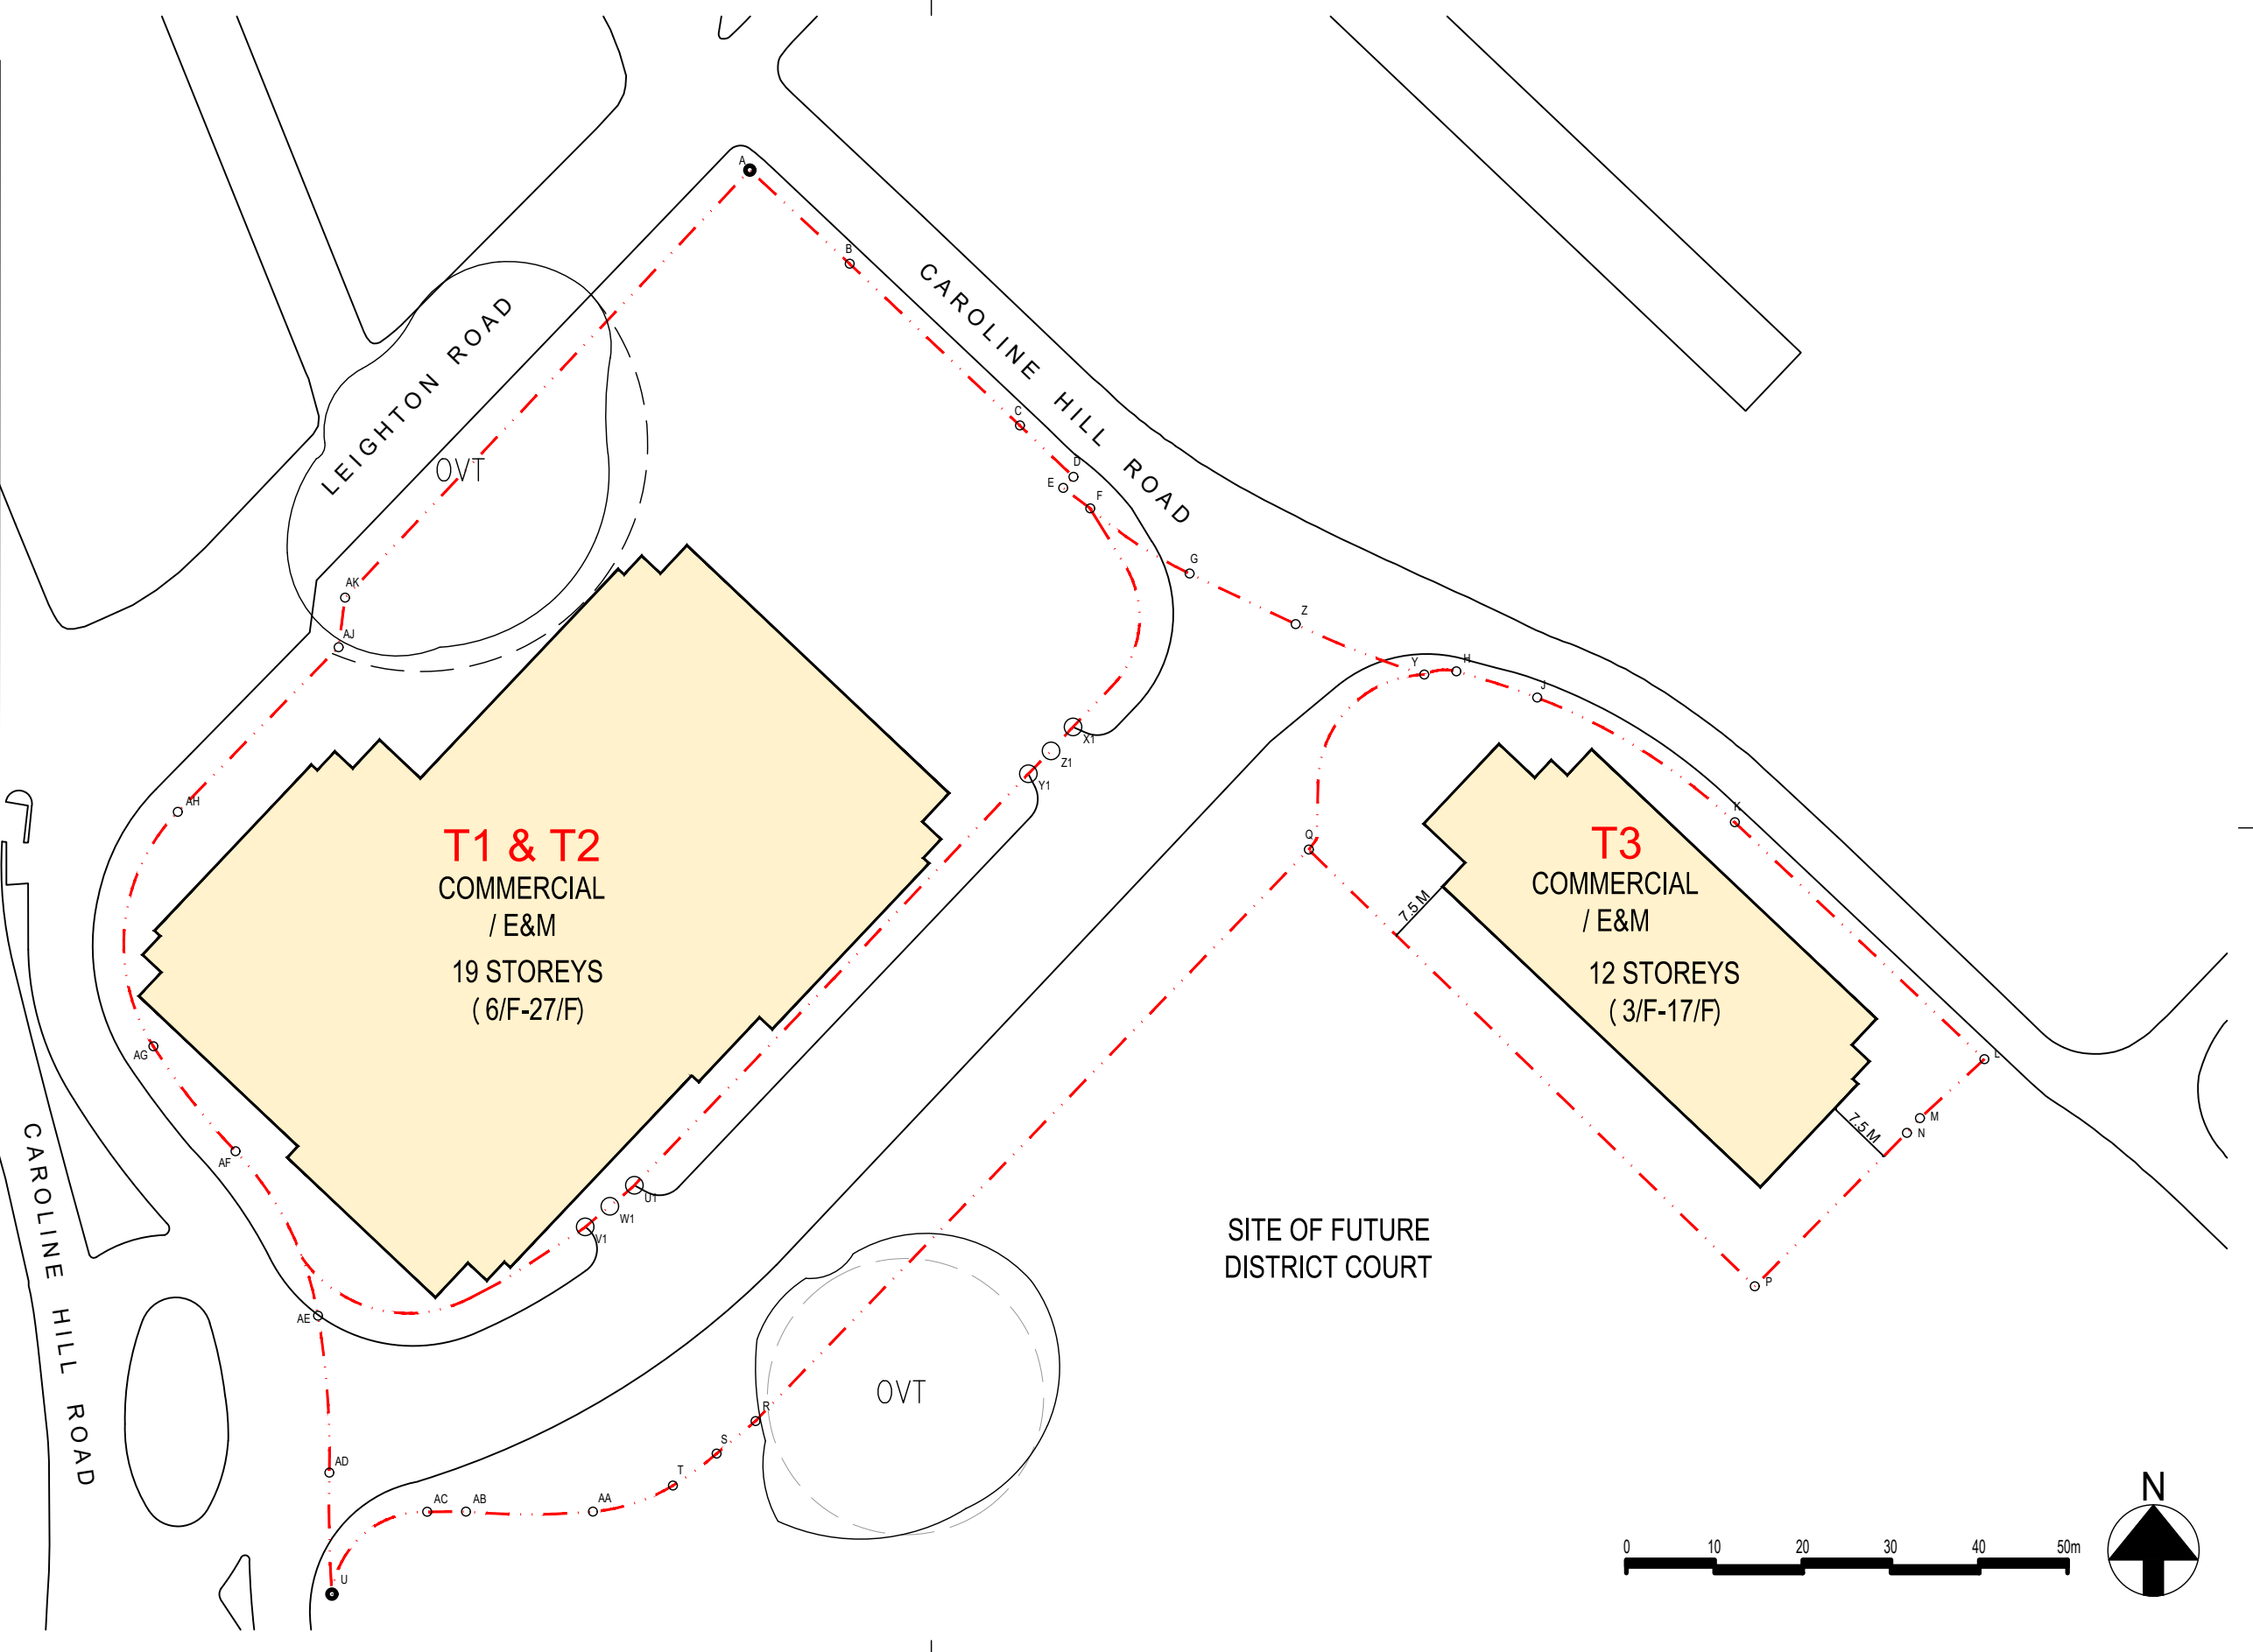 A
B
CAROLINE HILL ROAD
LEIGHTON ROAD
C
OVT
D
E
F
G
AK
Z
AJ
Y
H
J
X1
Z1
Y1
AH
K
Q
T1 & T2
COMMERCIAL
/ E&M
19 STOREYS
( 6/F-27/F)
T3
COMMERCIAL
/ E&M
12 STOREYS
( 3/F-17/F)
7.5 M
AG
L
M
N
7.5 M
AF
CAROLINE HILL ROAD
U1
W1
V1
SITE OF FUTURE
DISTRICT COURT
P
AE
OVT
R
S
AD
T
AC
AB
AA
U
N
0 10 20 30 40 50m